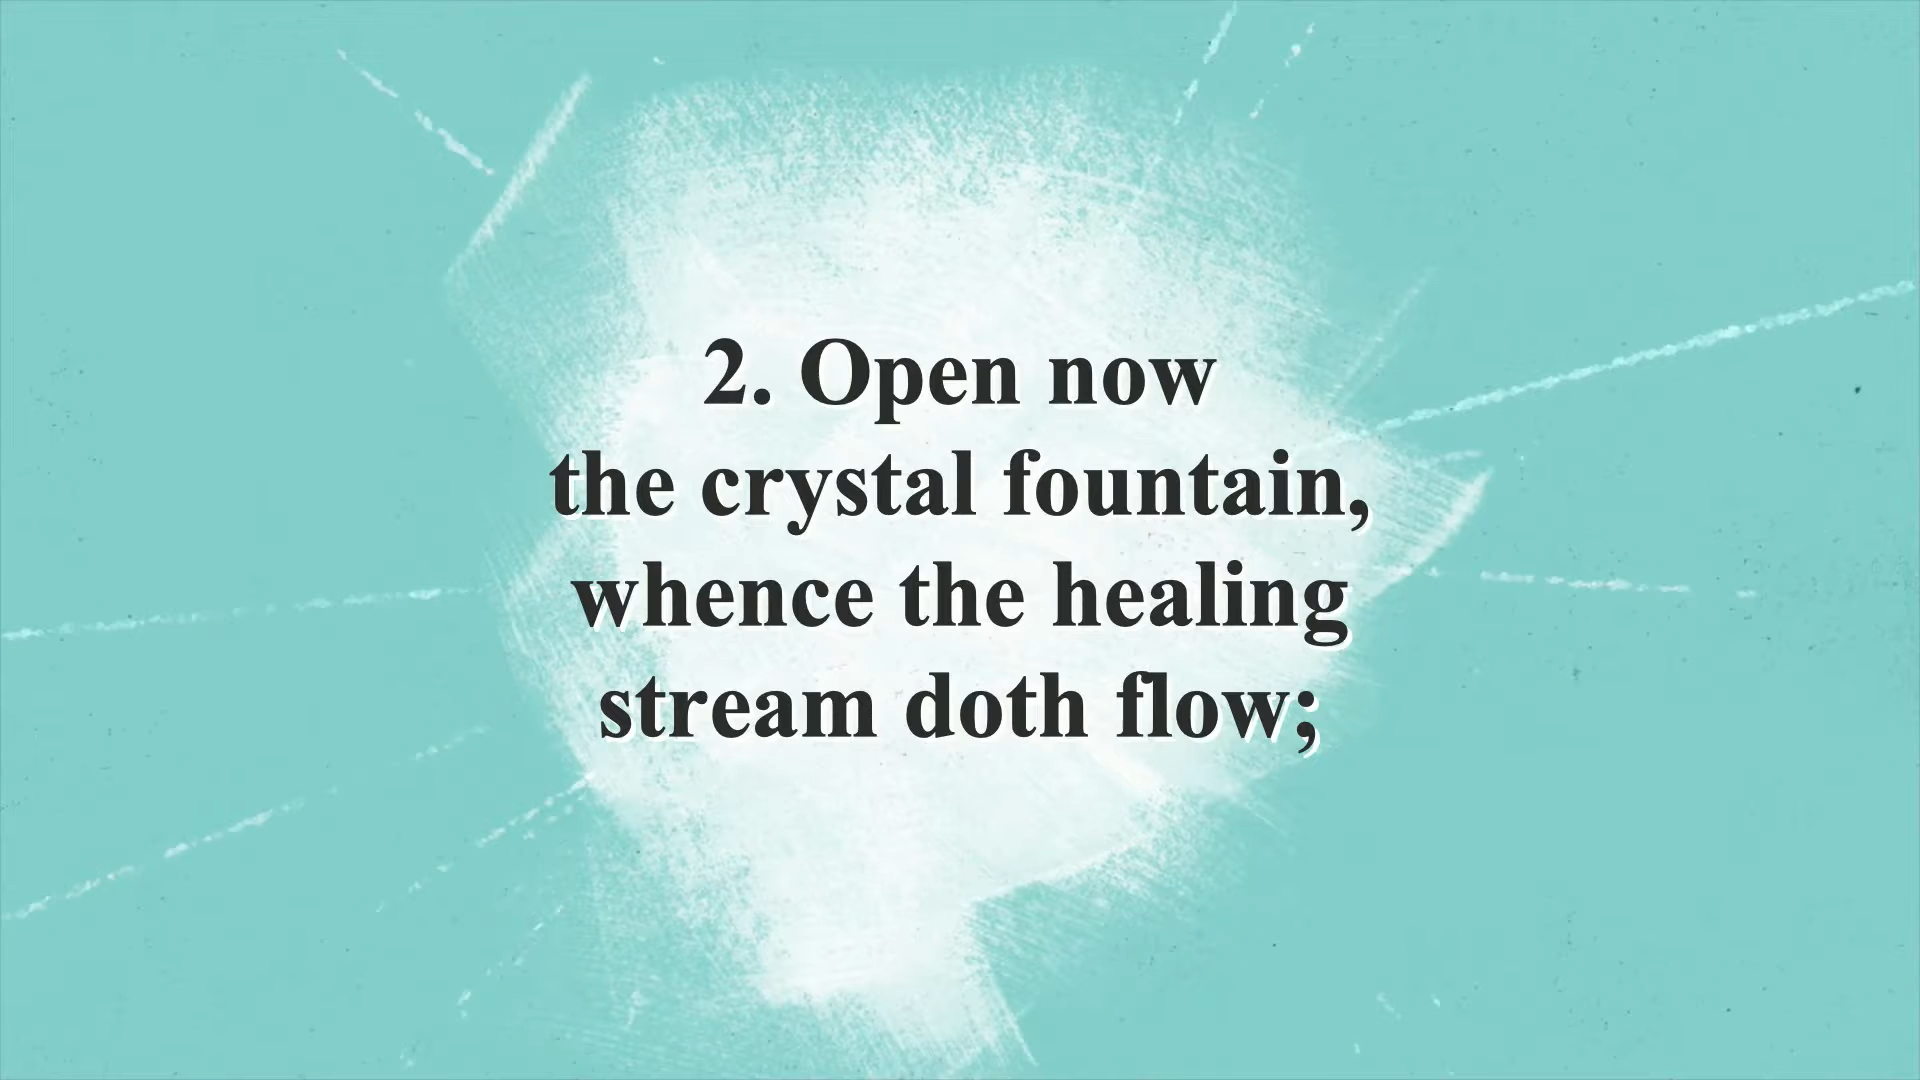 2. Open now
the crystal fountain,
whence the healing
stream doth flow;